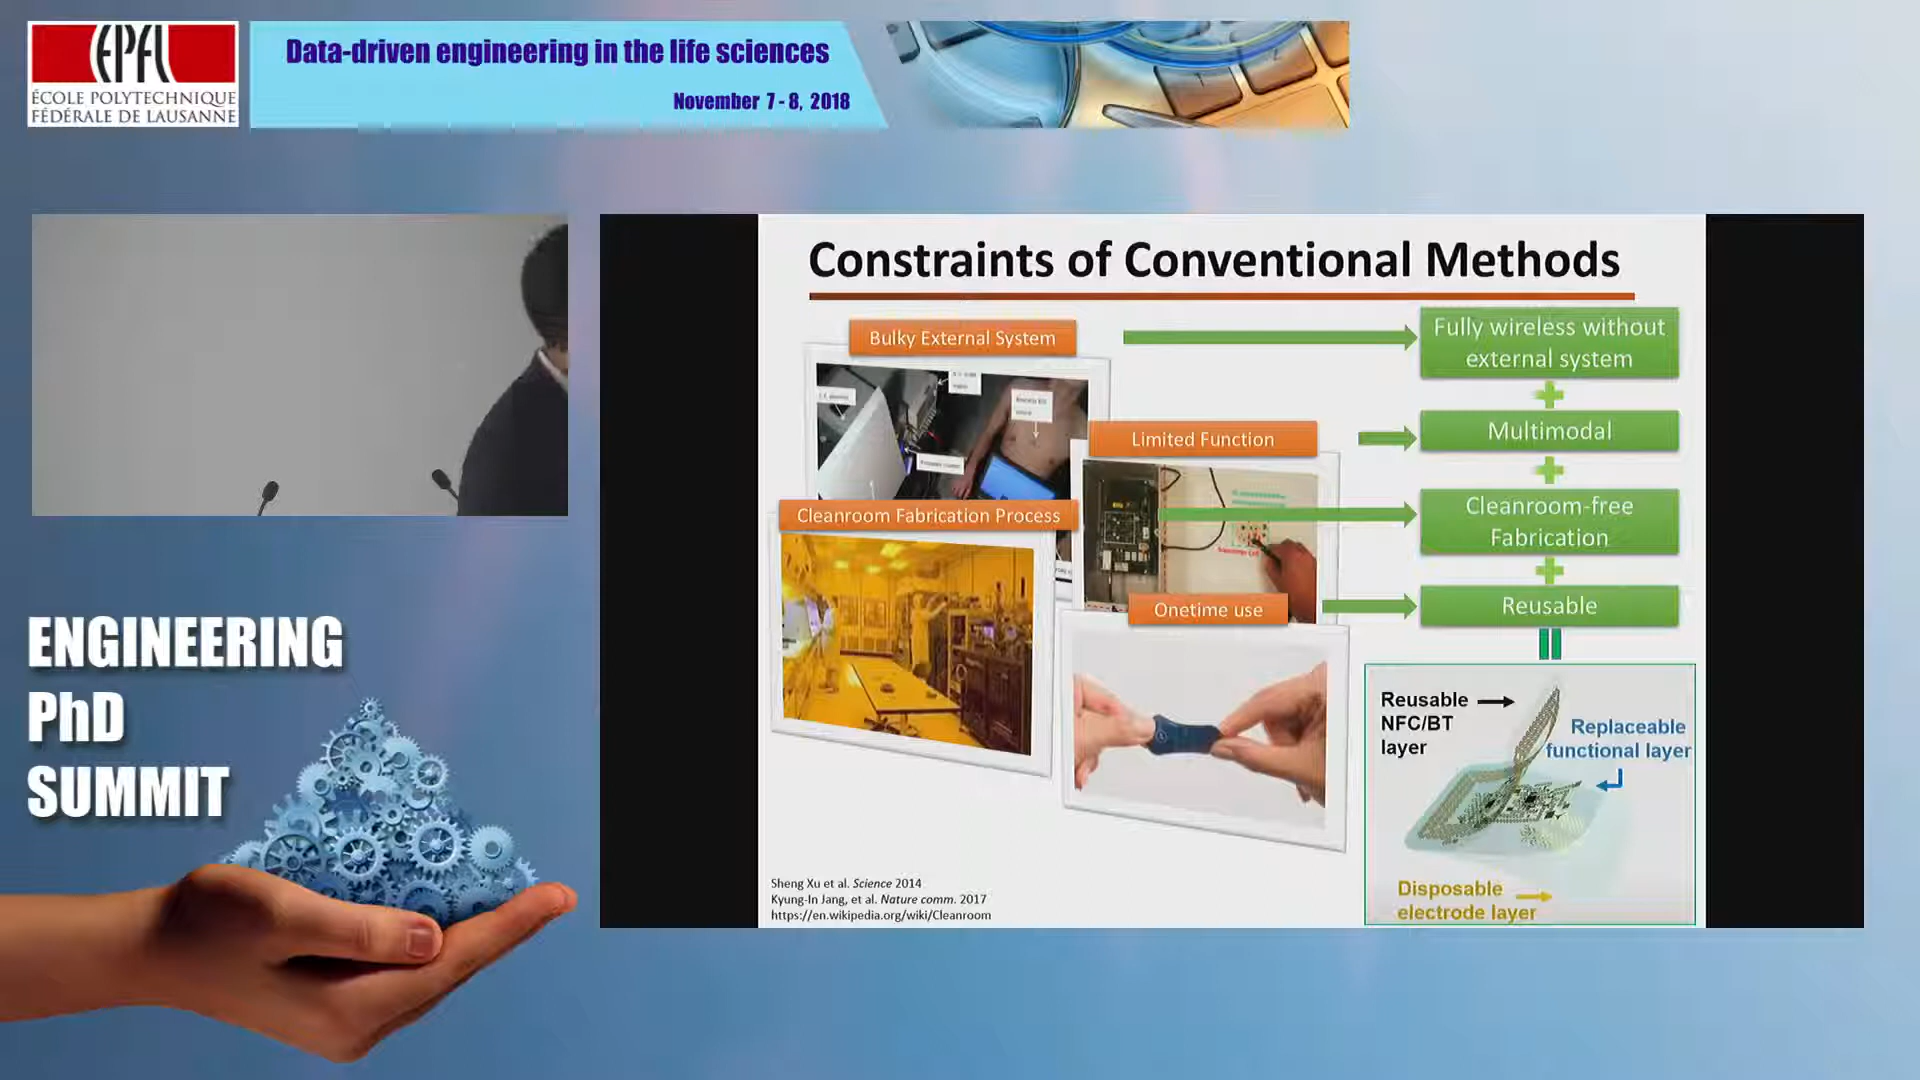 EPFL
ÉCOLE POLYTECHNIQUE
FÉDÉRALE DE LAUSANNE
Data-driven engineering in the life sciences
November 7 - 8, 2018
ENGINEERING
PhD
SUMMIT
Constraints of Conventional Methods
Bulky External System
Fully wireless without
external system
Limited Function
Multimodal
Cleanroom Fabrication Process
Cleanroom-free
Fabrication
Onetime use
Reusable
Reusable
NFC/BT
layer
Replaceable
functional layer
Disposable
electrode layer
Sheng Xu et al. Science 2014
Kyung-In Jang, et al. Nature comm. 2017
https://en.wikipedia.org/wiki/Cleanroom